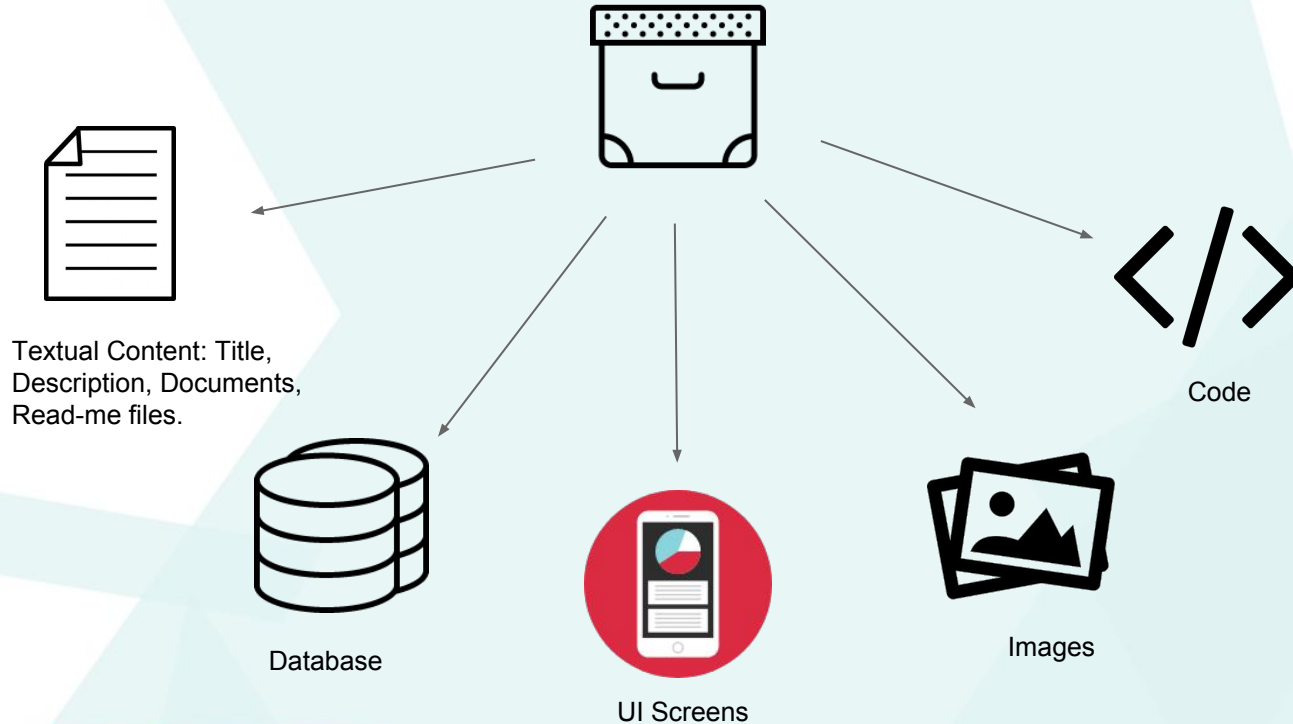 Textual Content: Title,
Description, Documents,
Read-me files.
Code
Database
Images
UI Screens